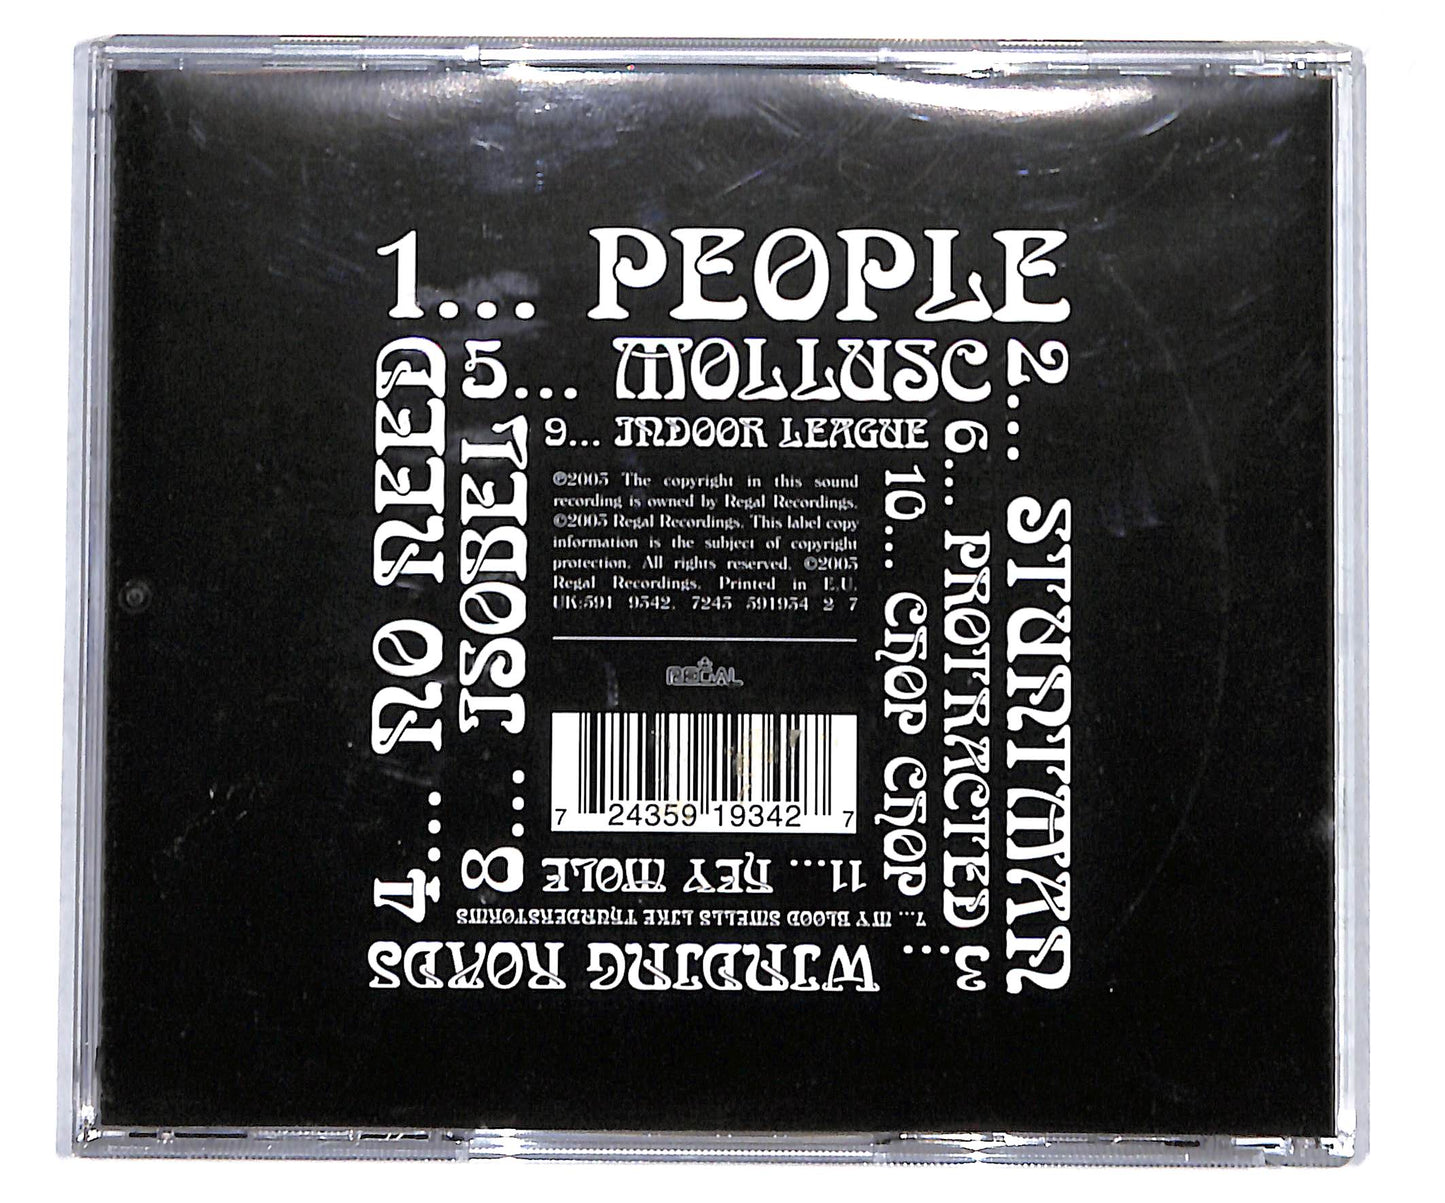 1... PEOPLE
2... STUNTMAN
3... WINDING ROADS
4... NO NEED
5... MOLLUSC
6... PROTRACTED
7... MY BLOOD SMELLS LIKE THUNDERSTORMS
8... ISOBEL
9... INDOOR LEAGUE
10... CHOP CHOP
11... HEY MOLE
℗2003 The copyright in this sound
recording is owned by Regal Recordings.
©2003 Regal Recordings. This label copy
information is the subject of copyright
protection. All rights reserved. ©2003
Regal Recordings. Printed in E.U.
UK:591 9342. 7243 591934 2 7
REGAL
7 24359 19342 7